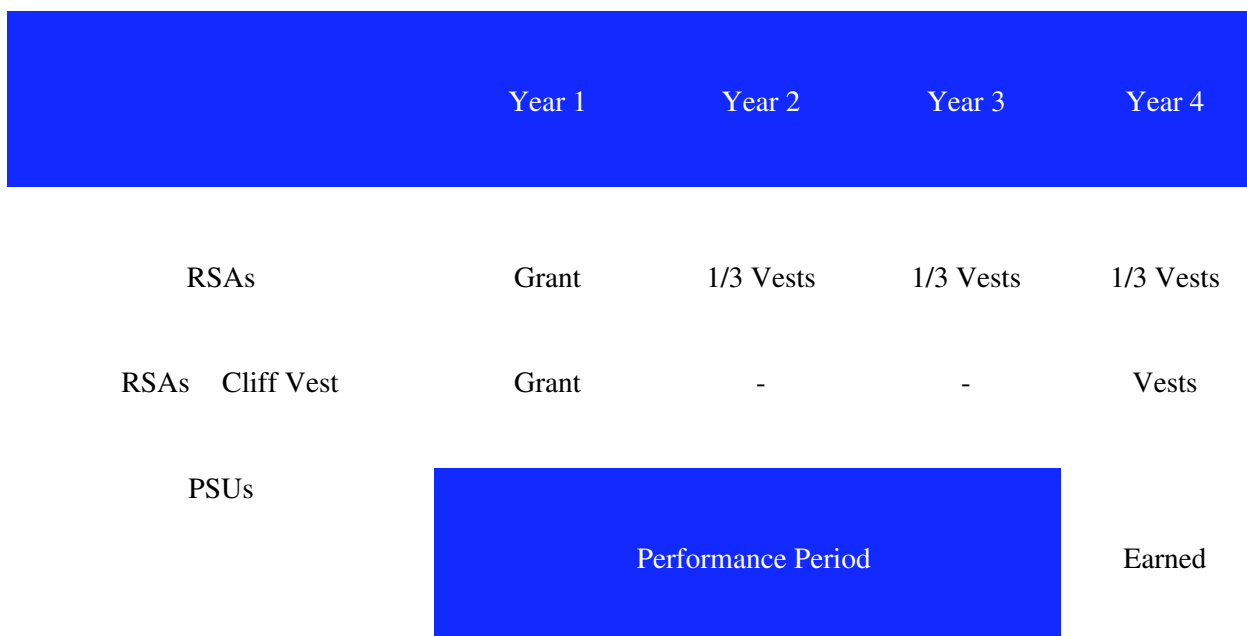 Year 1 Year 2 Year 3 Year 4
RSAs Grant 1/3 Vests 1/3 Vests 1/3 Vests
RSAs Cliff Vest Grant - - Vests
PSUs
Performance Period Earned